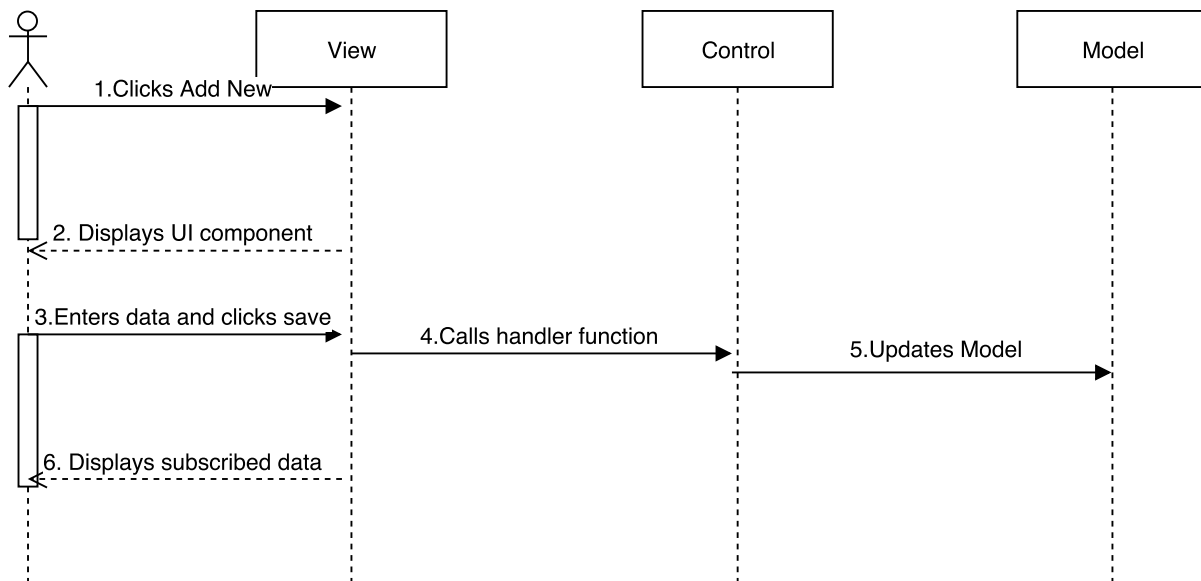 View
Control
Model
1.Clicks Add New
2. Displays UI component
3.Enters data and clicks save
4.Calls handler function
5.Updates Model
6. Displays subscribed data